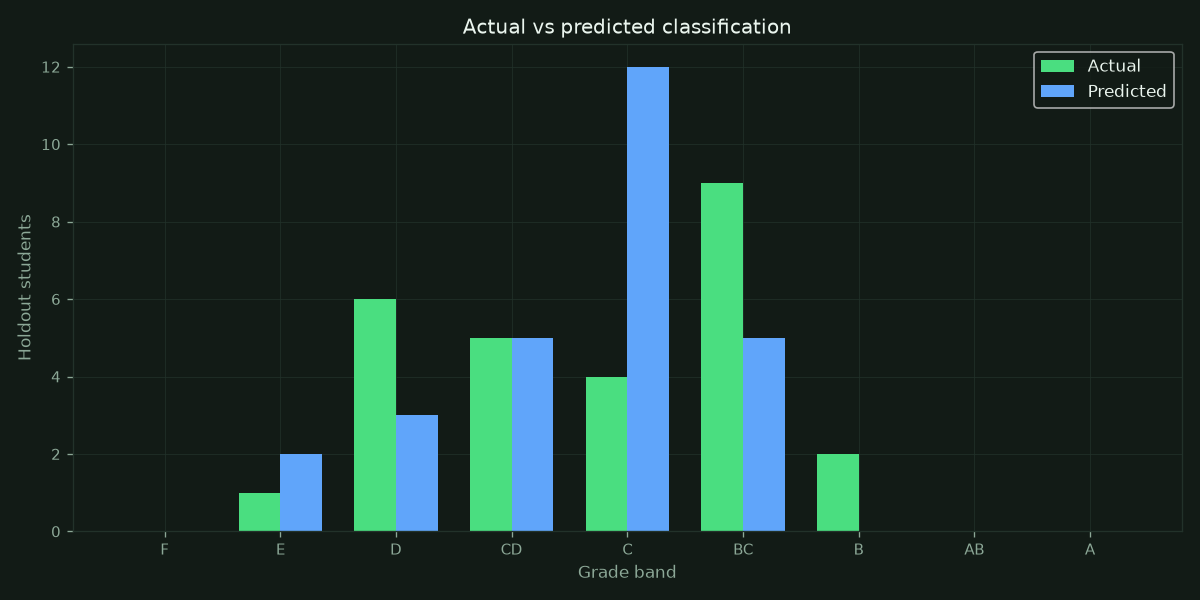 Actual vs predicted classification
Actual
Predicted
Holdout students
12
10
8
6
4
2
0
F E D CD C BC B AB A
Grade band